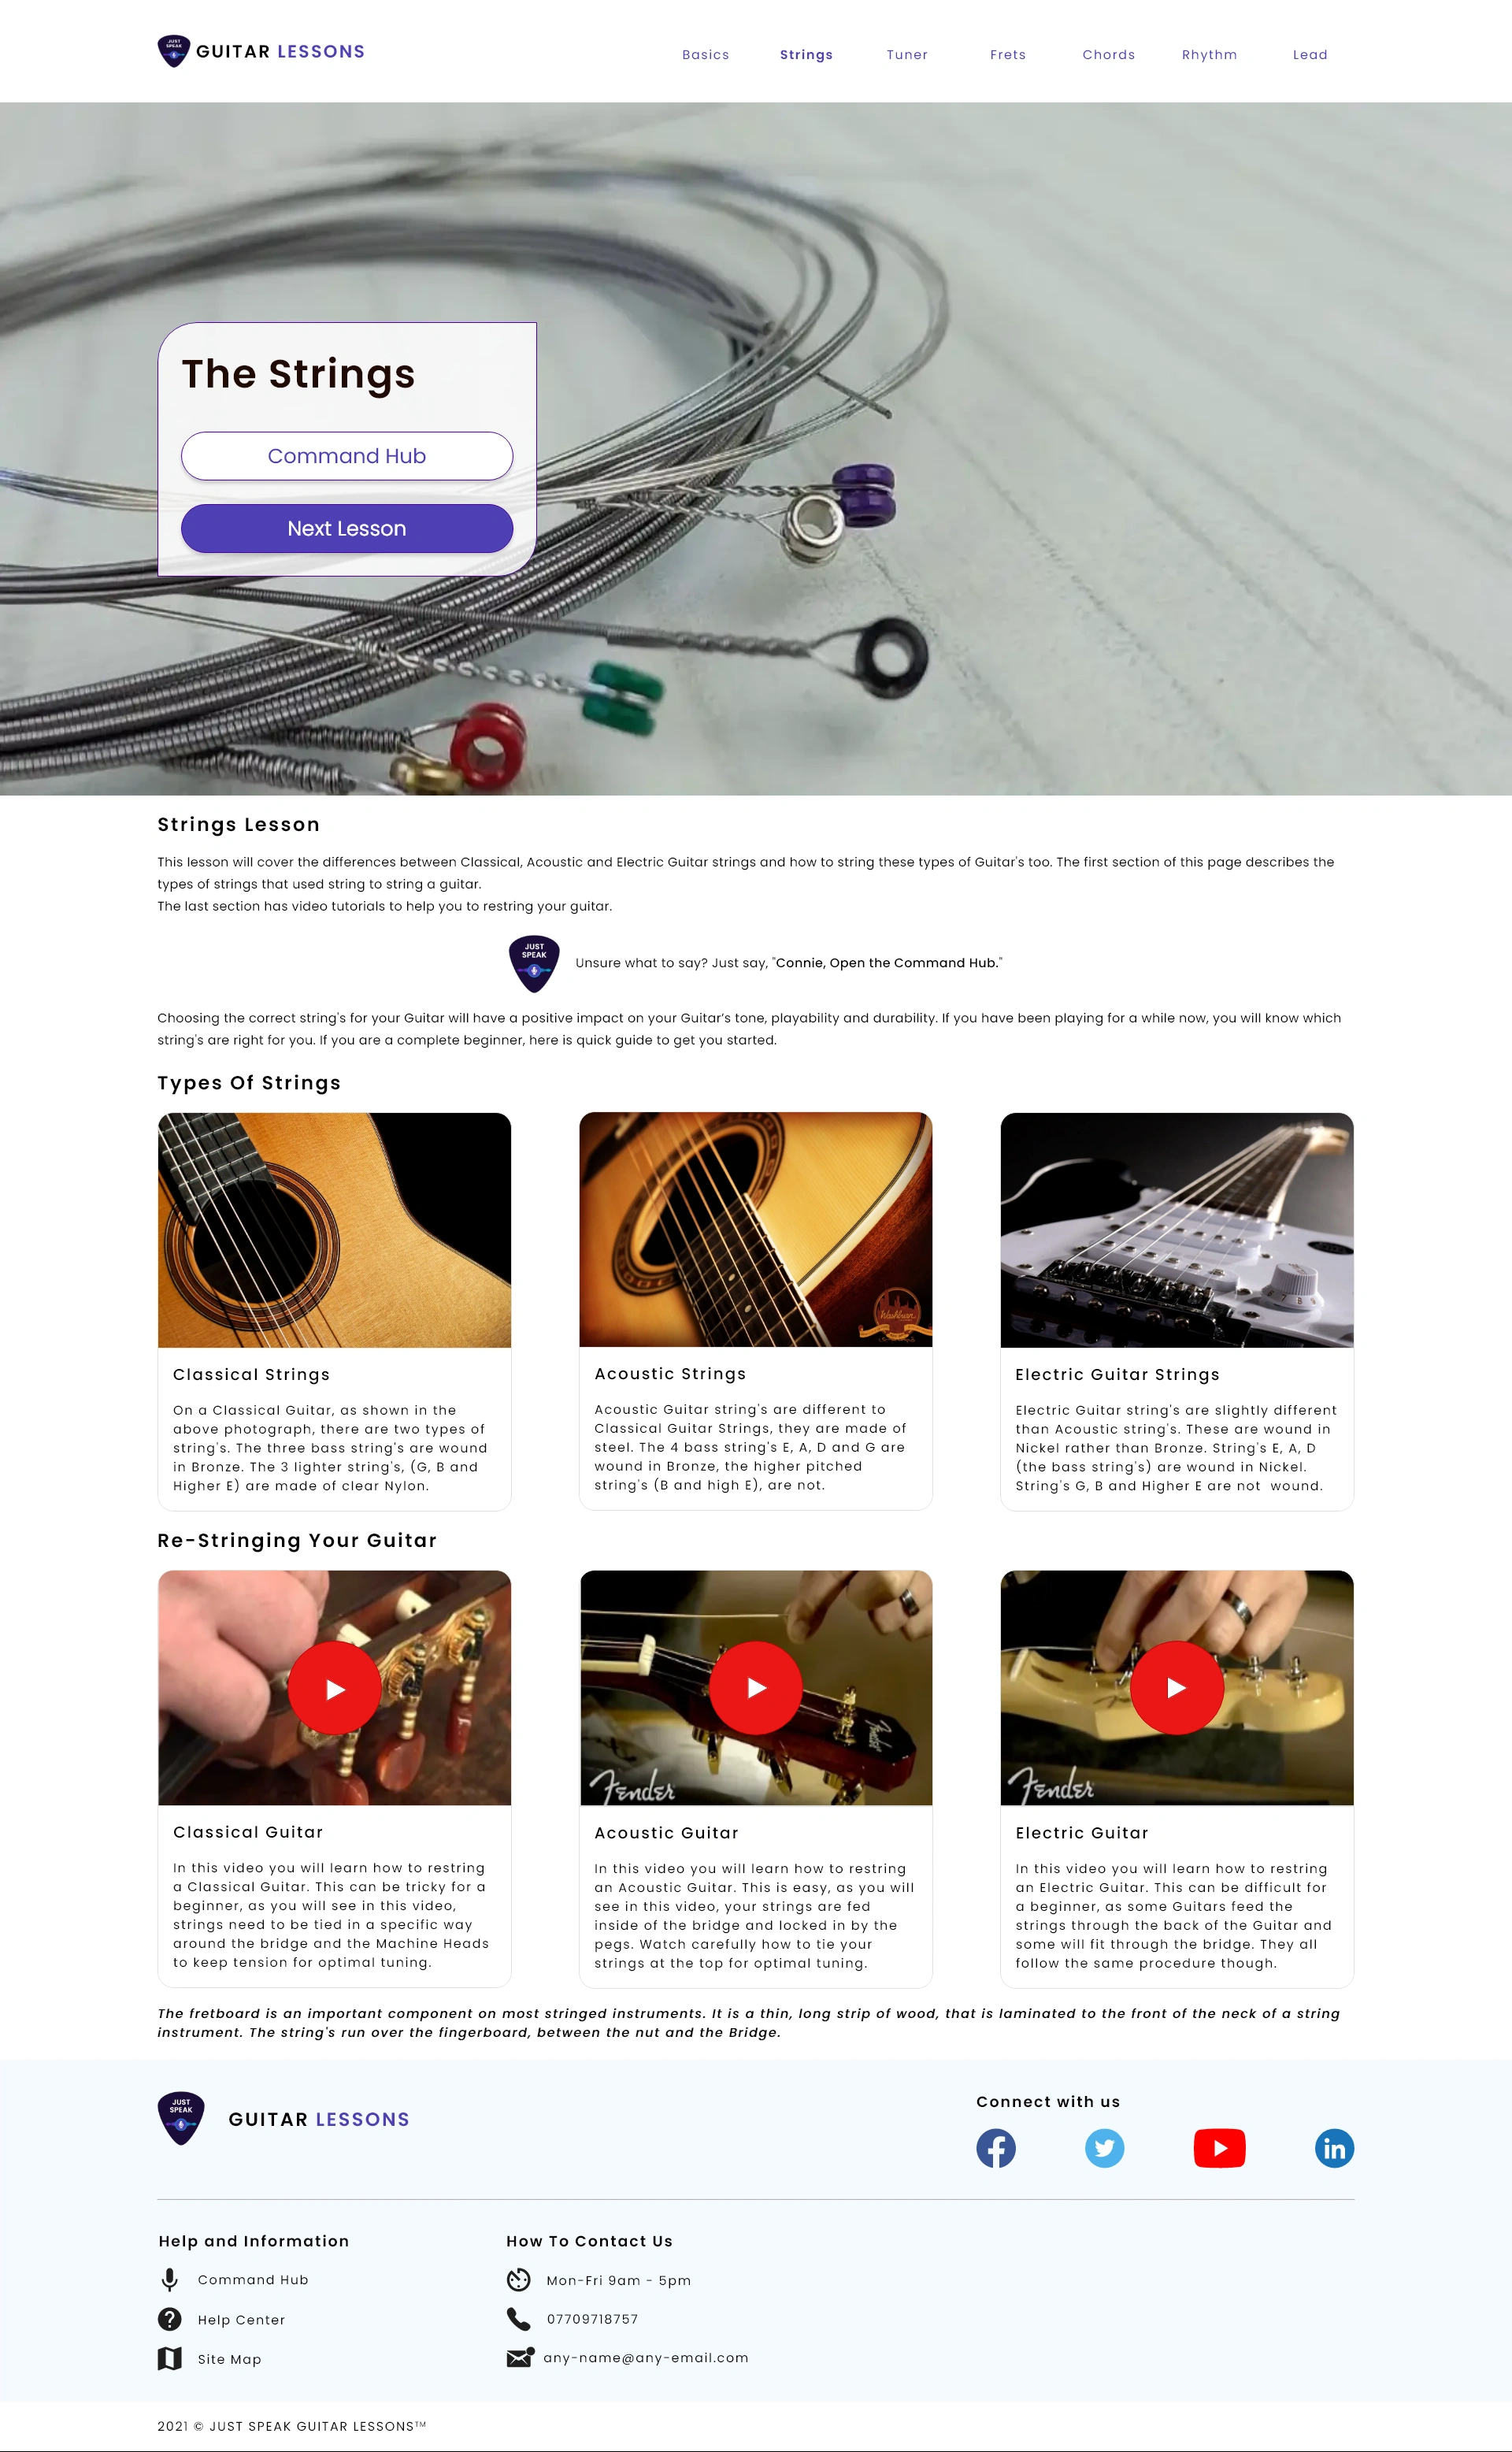 JUST
SPEAK
GUITAR LESSONS
Basics Strings Tuner Frets Chords Rhythm Lead
The Strings
Command Hub
Next Lesson
Strings Lesson
This lesson will cover the differences between Classical, Acoustic and Electric Guitar strings and how to string these types of Guitar's too. The first section of this page describes the
types of strings that used string to string a guitar.
The last section has video tutorials to help you to restring your guitar.
JUST
SPEAK
Unsure what to say? Just say, "Connie, Open the Command Hub."
Choosing the correct string's for your Guitar will have a positive impact on your Guitar’s tone, playability and durability. If you have been playing for a while now, you will know which
string's are right for you. If you are a complete beginner, here is quick guide to get you started.
Types Of Strings
Washburn
7 8
Classical Strings
On a Classical Guitar, as shown in the
above photograph, there are two types of
string's. The three bass string's are wound
in Bronze. The 3 lighter string's, (G, B and
Higher E) are made of clear Nylon.
Acoustic Strings
Acoustic Guitar string's are different to
Classical Guitar Strings, they are made of
steel. The 4 bass string's E, A, D and G are
wound in Bronze, the higher pitched
string's (B and high E), are not.
Electric Guitar Strings
Electric Guitar string's are slightly different
than Acoustic string's. These are wound in
Nickel rather than Bronze. String's E, A, D
(the bass string's) are wound in Nickel.
String's G, B and Higher E are not wound.
Re-Stringing Your Guitar
Fender
Fender
Fender
Classical Guitar
In this video you will learn how to restring
a Classical Guitar. This can be tricky for a
beginner, as you will see in this video,
strings need to be tied in a specific way
around the bridge and the Machine Heads
to keep tension for optimal tuning.
Acoustic Guitar
In this video you will learn how to restring
an Acoustic Guitar. This is easy, as you will
see in this video, your strings are fed
inside of the bridge and locked in by the
pegs. Watch carefully how to tie your
strings at the top for optimal tuning.
Electric Guitar
In this video you will learn how to restring
an Electric Guitar. This can be difficult for
a beginner, as some Guitars feed the
strings through the back of the Guitar and
some will fit through the bridge. They all
follow the same procedure though.
The fretboard is an important component on most stringed instruments. It is a thin, long strip of wood, that is laminated to the front of the neck of a string
instrument. The string's run over the fingerboard, between the nut and the Bridge.
JUST
SPEAK
GUITAR LESSONS
Connect with us
in
Help and Information
Command Hub
Help Center
Site Map
How To Contact Us
Mon-Fri 9am - 5pm
07709718757
any-name@any-email.com
2021 © JUST SPEAK GUITAR LESSONS™